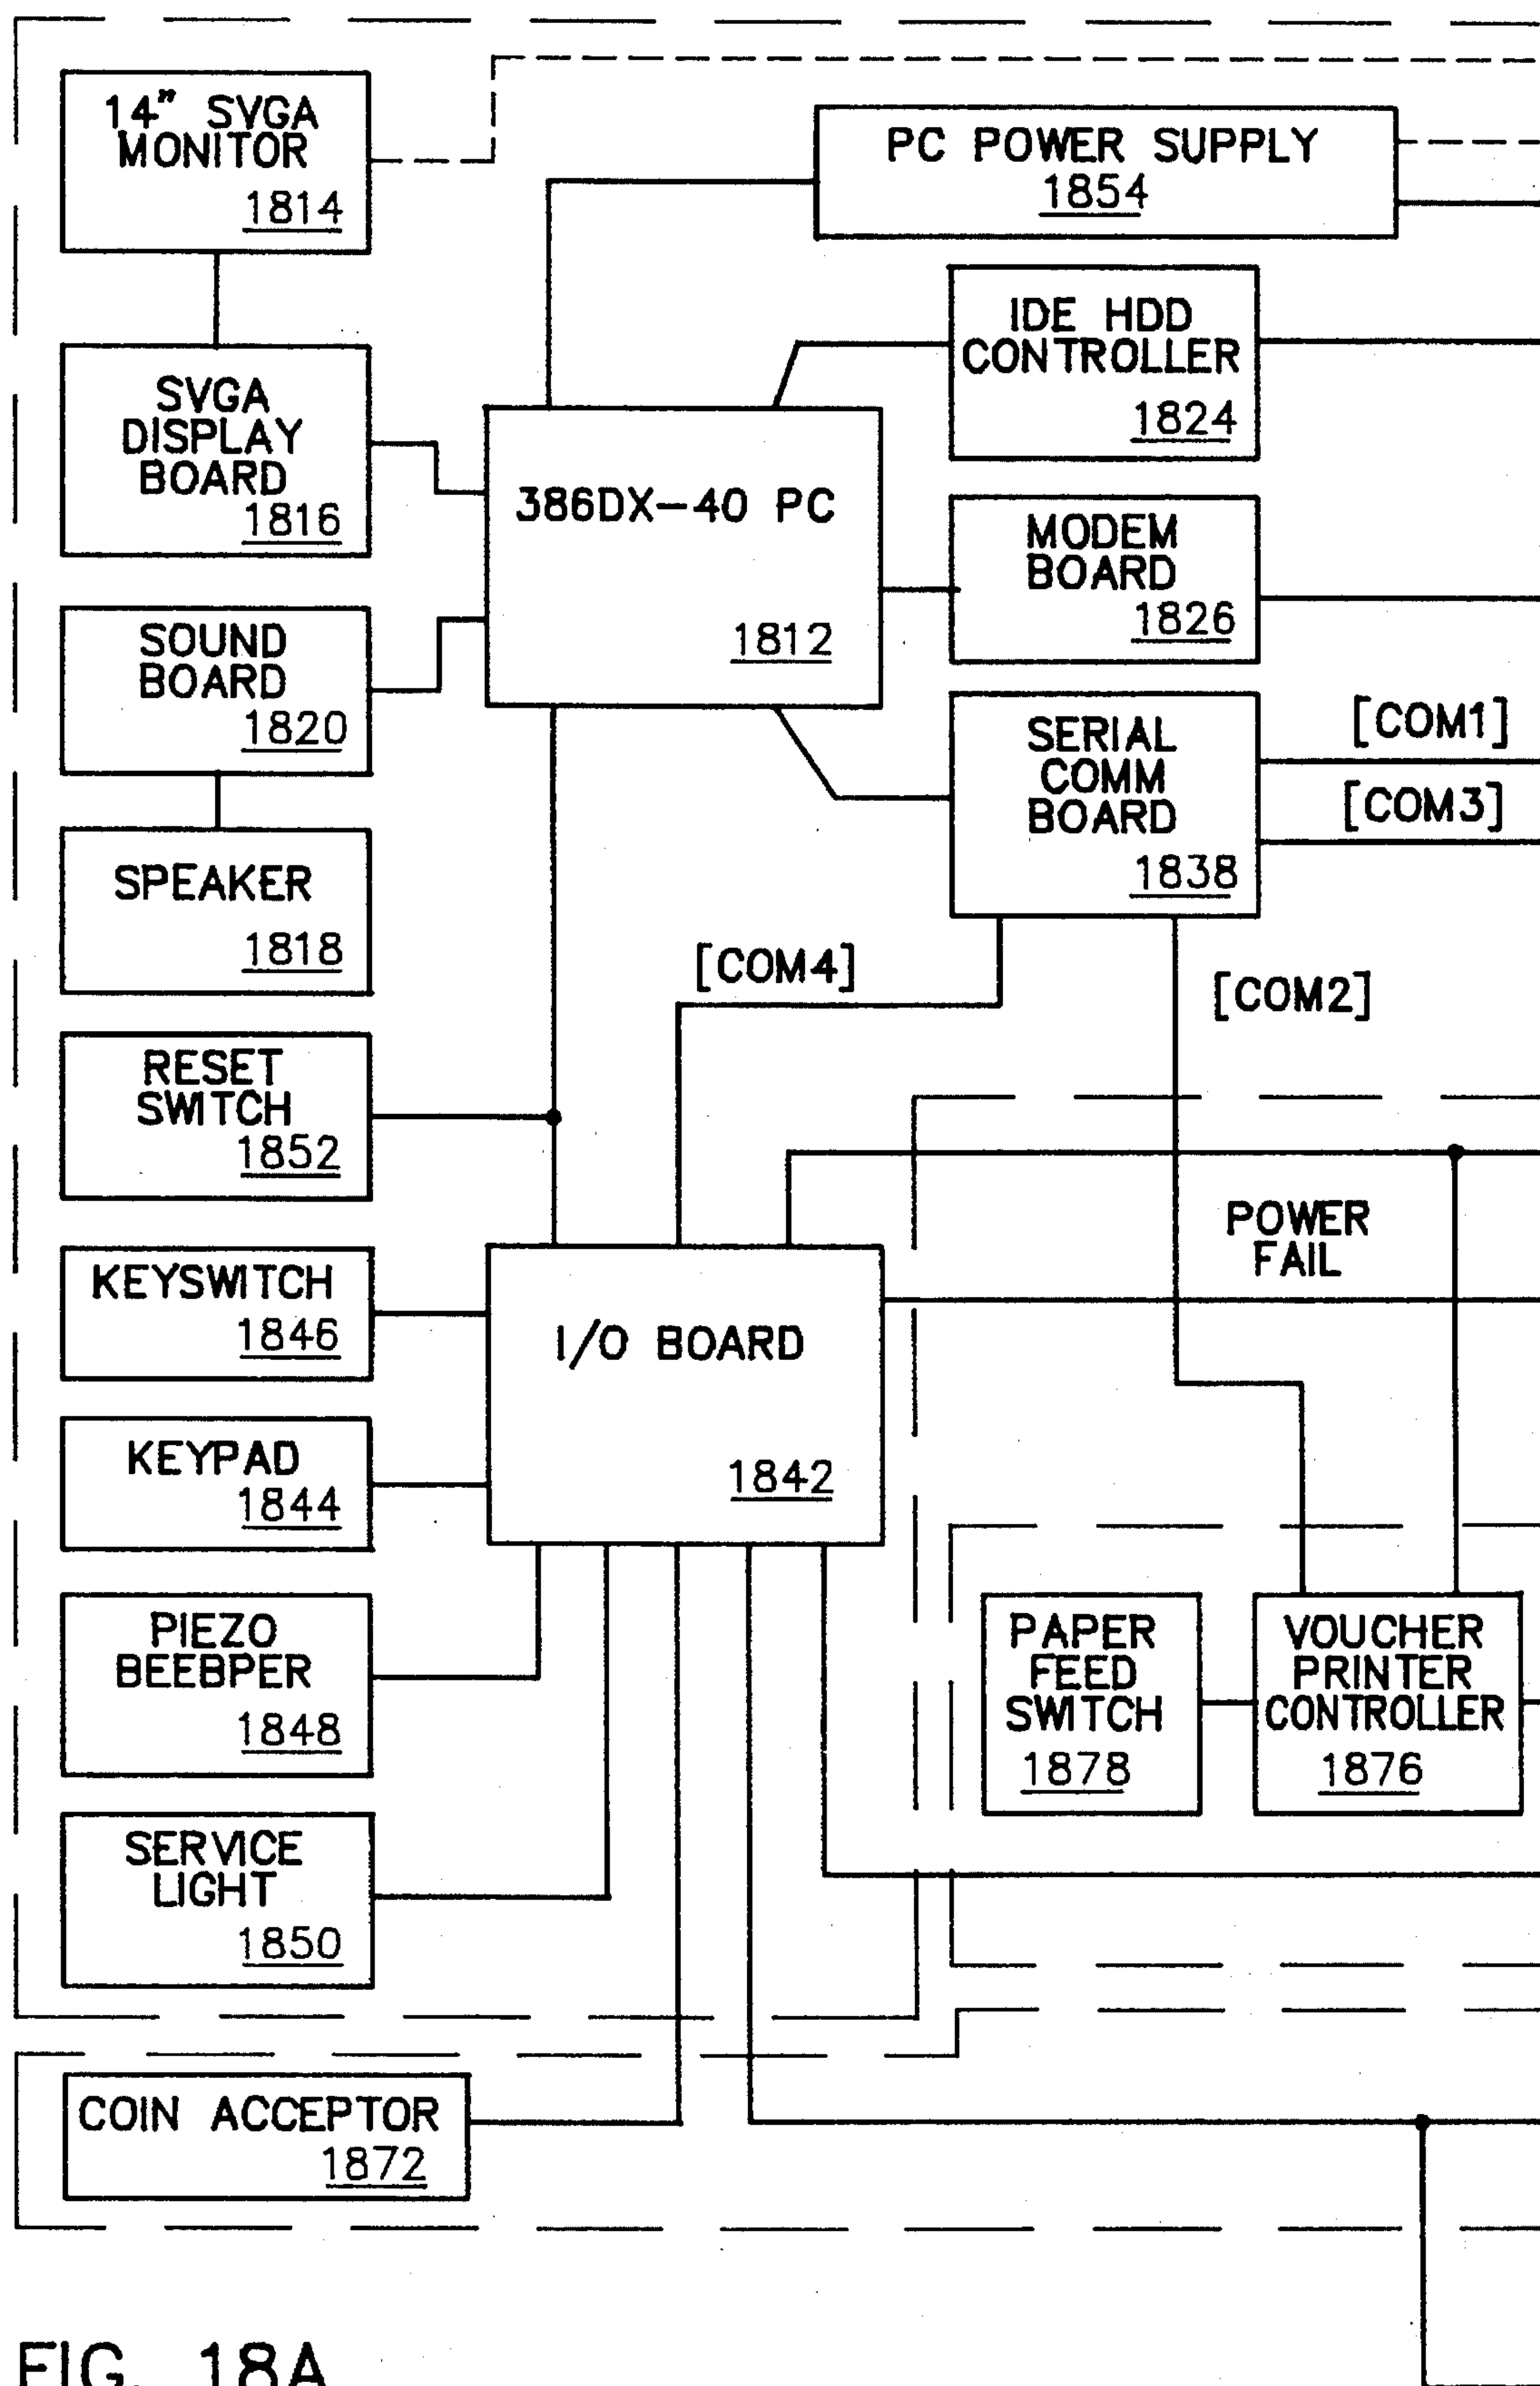 14” SVGA
MONITOR
1814
PC POWER SUPPLY
1854
IDE HDD
CONTROLLER
1824
SVGA
DISPLAY
BOARD
1816
386DX-40 PC
1812
MODEM
BOARD
1826
SOUND
BOARD
1820
SERIAL
COMM
BOARD
1838
[COM1]
[COM3]
SPEAKER
1818
[COM4]
[COM2]
RESET
SWITCH
1852
POWER
FAIL
KEYSWITCH
1846
I/O BOARD
1842
KEYPAD
1844
PIEZO
BEEBPER
1848
PAPER
FEED
SWITCH
1878
VOUCHER
PRINTER
CONTROLLER
1876
SERVICE
LIGHT
1850
COIN ACCEPTOR
1872
FIG. 18A